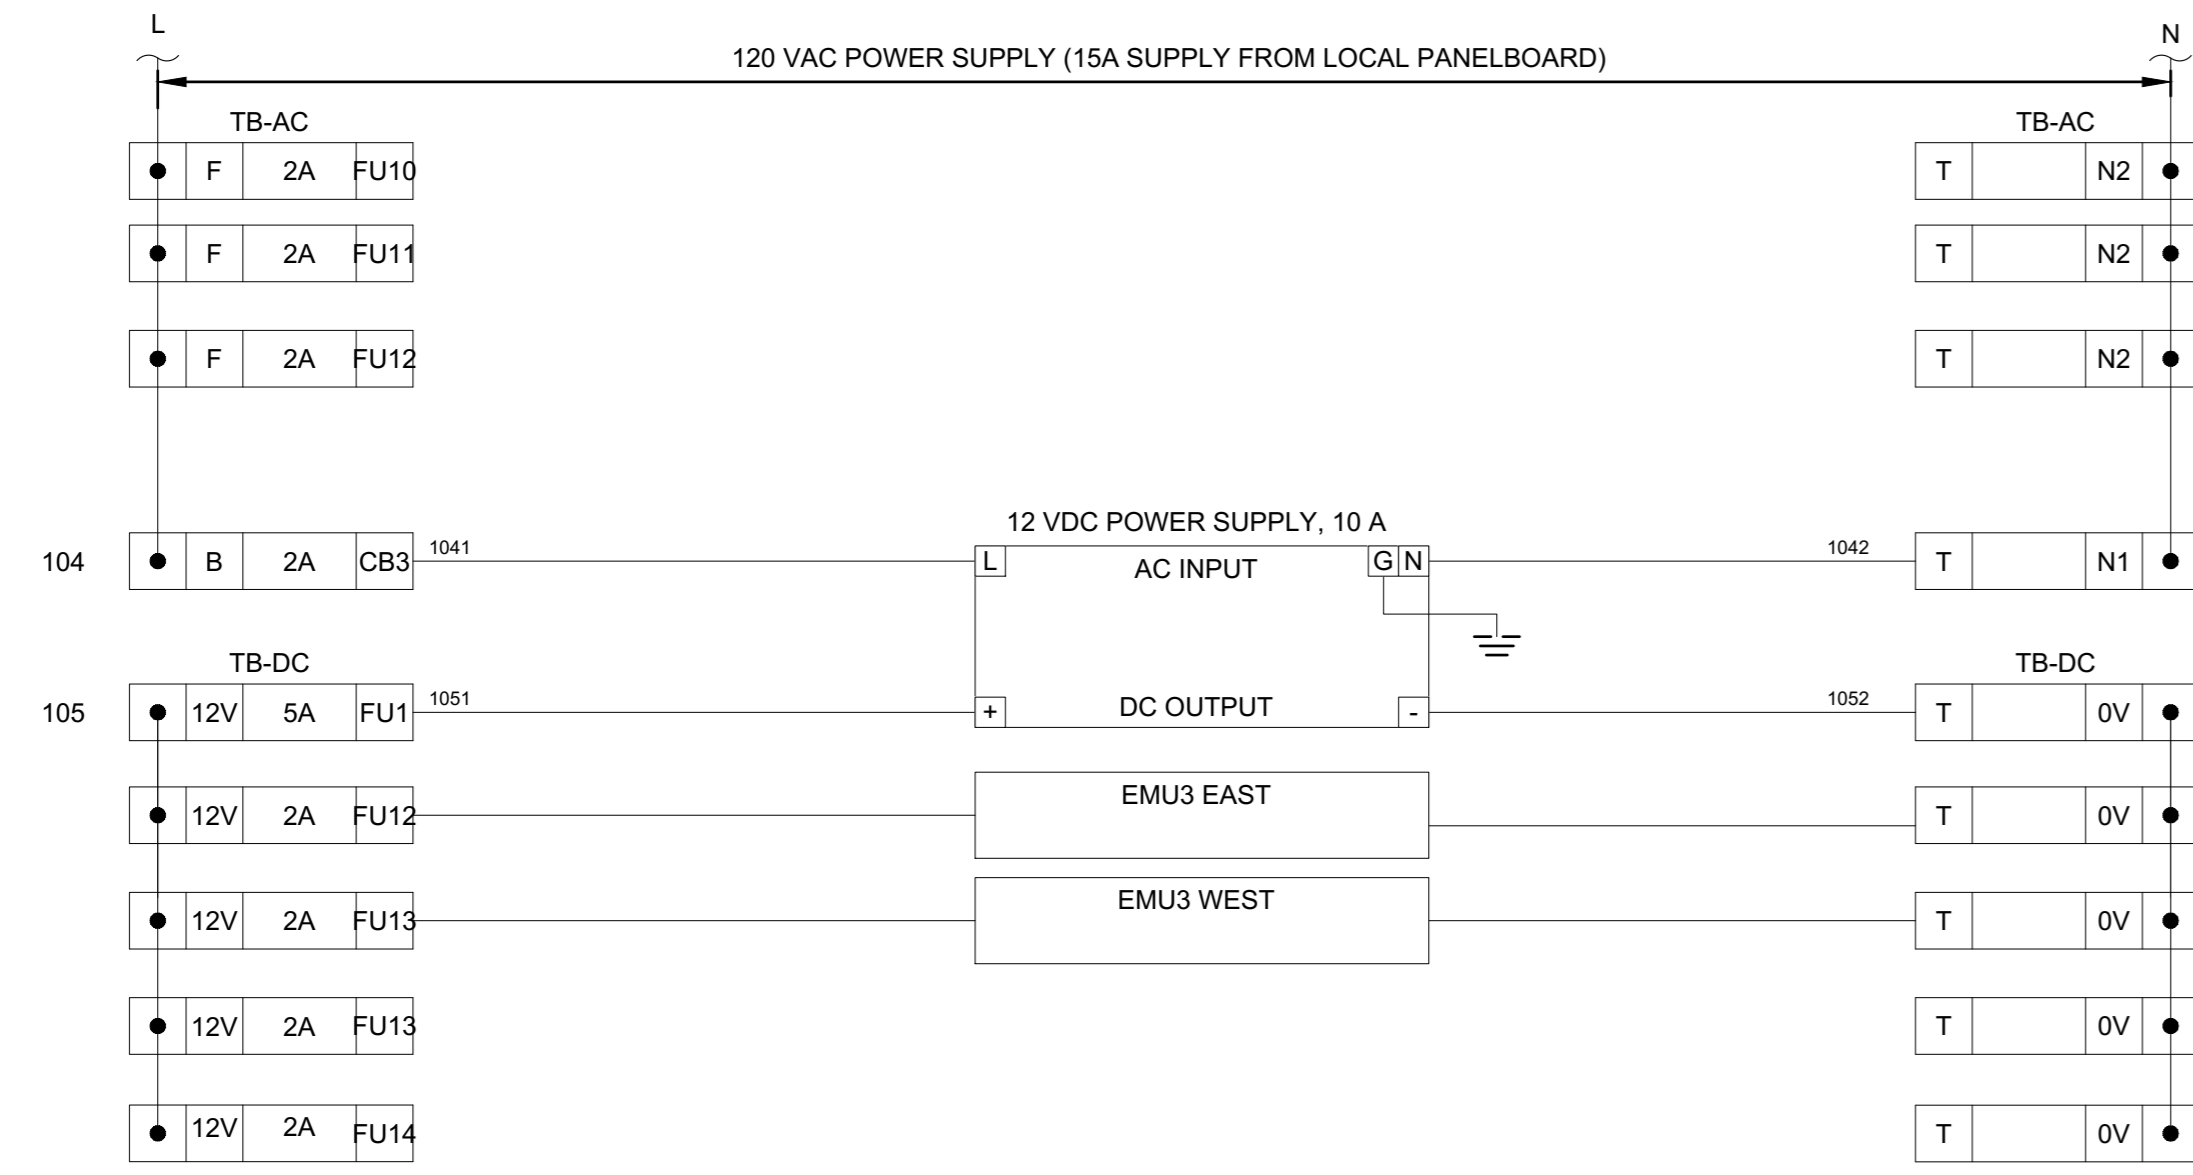 L
N
120 VAC POWER SUPPLY (15A SUPPLY FROM LOCAL PANELBOARD)
TB-AC TB-AC
F 2A FU10 T N2
F 2A FU11 T N2
F 2A FU12 T N2
12 VDC POWER SUPPLY, 10 A
104 B 2A CB3 1041 L AC INPUT G N 1042 T N1
TB-DC TB-DC
105 12V 5A FU1 1051 + DC OUTPUT - 1052 T 0V
12V 2A FU12 EMU3 EAST T 0V
12V 2A FU13 EMU3 WEST T 0V
12V 2A FU13 T 0V
12V 2A FU14 T 0V